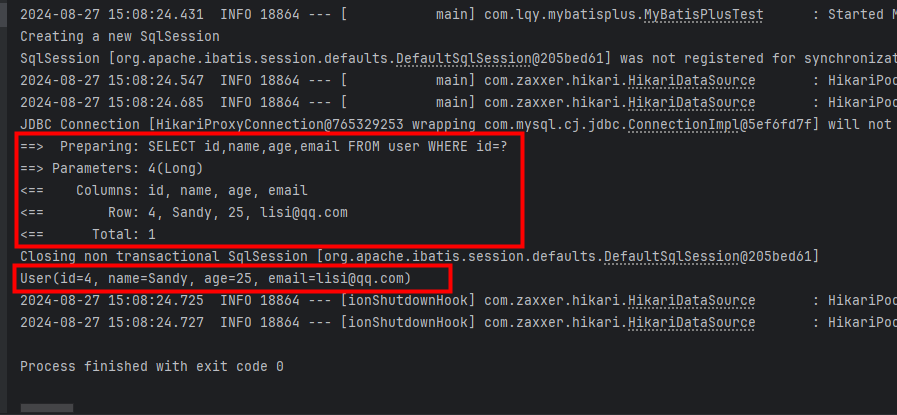 2024-08-27 15:08:24.431  INFO 18864 --- [           main] com.lqy.mybatisplus.MyBatisPlusTest      : Started M
Creating a new SqlSession
SqlSession [org.apache.ibatis.session.defaults.DefaultSqlSession@205bed61] was not registered for synchronizat
2024-08-27 15:08:24.547  INFO 18864 --- [           main] com.zaxxer.hikari.HikariDataSource       : HikariPoo
2024-08-27 15:08:24.685  INFO 18864 --- [           main] com.zaxxer.hikari.HikariDataSource       : HikariPoo
JDBC Connection [HikariProxyConnection@765329253 wrapping com.mysql.cj.jdbc.ConnectionImpl@5ef6fd7f] will not
==>  Preparing: SELECT id,name,age,email FROM user WHERE id=?
==> Parameters: 4(Long)
<==    Columns: id, name, age, email
<==        Row: 4, Sandy, 25, lisi@qq.com
<==      Total: 1
Closing non transactional SqlSession [org.apache.ibatis.session.defaults.DefaultSqlSession@205bed61]
User(id=4, name=Sandy, age=25, email=lisi@qq.com)
2024-08-27 15:08:24.725  INFO 18864 --- [ionShutdownHook] com.zaxxer.hikari.HikariDataSource       : HikariPoo
2024-08-27 15:08:24.727  INFO 18864 --- [ionShutdownHook] com.zaxxer.hikari.HikariDataSource       : HikariPoo
Process finished with exit code 0